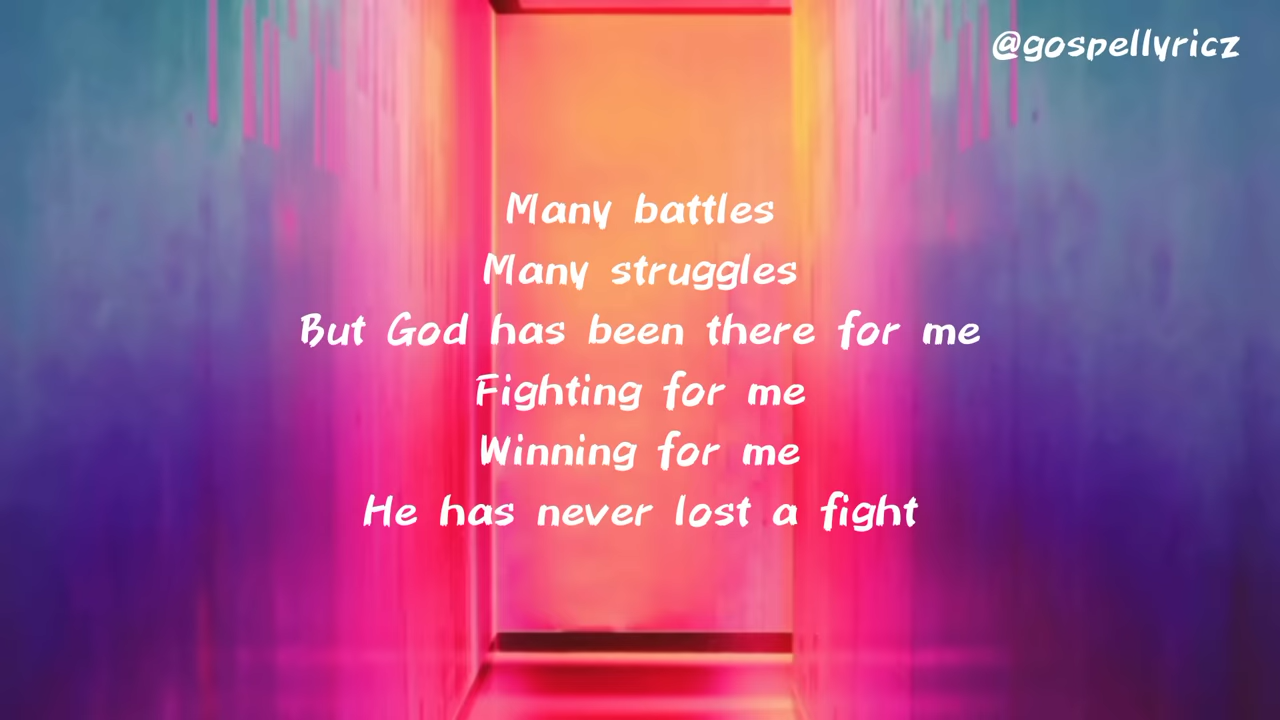 @gospellyricz
Many battles
Many struggles
But God has been there for me
Fighting for me
Winning for me
He has never lost a fight